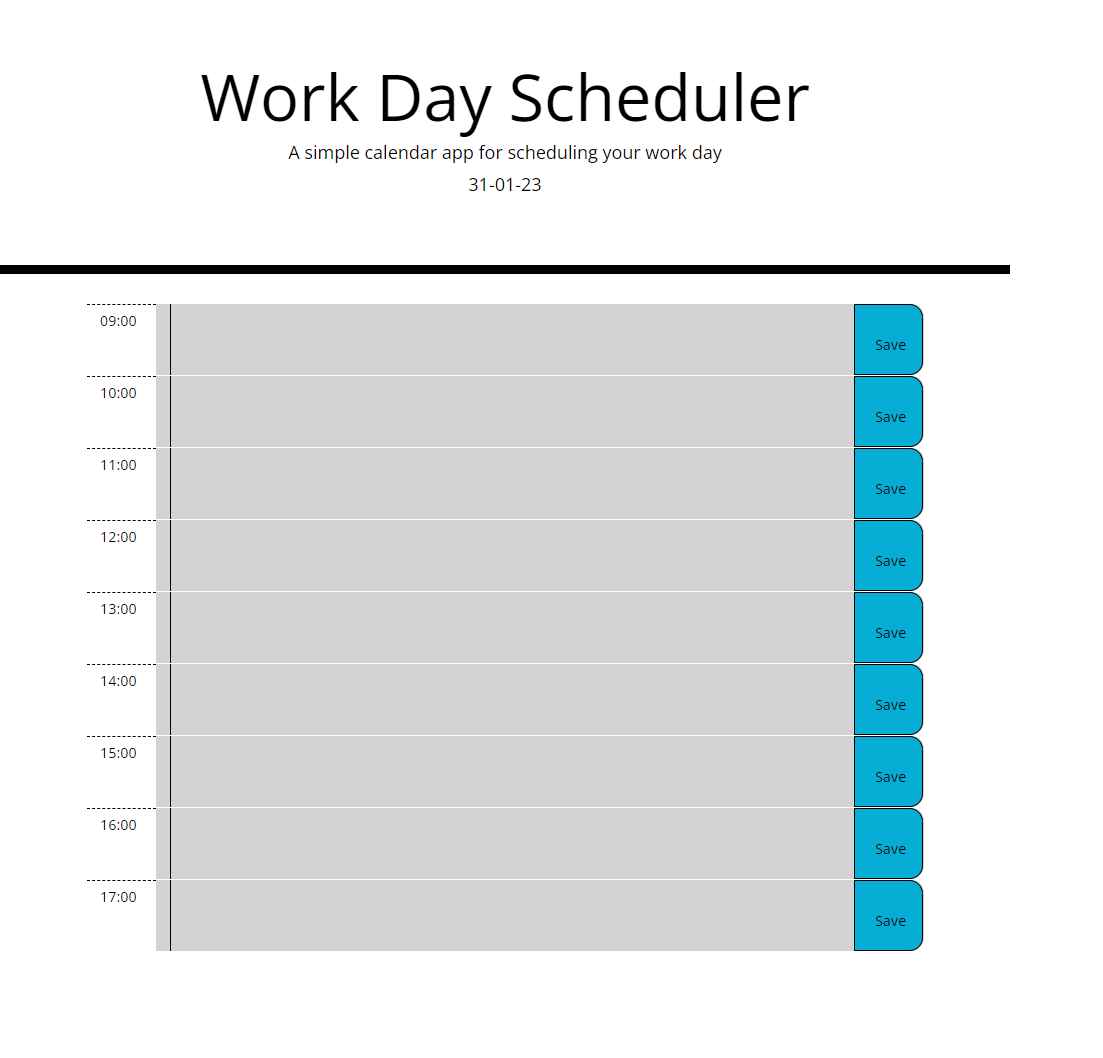 Work Day Scheduler
A simple calendar app for scheduling your work day
31-01-23
09:00
Save
10:00
Save
11:00
Save
12:00
Save
13:00
Save
14:00
Save
15:00
Save
16:00
Save
17:00
Save